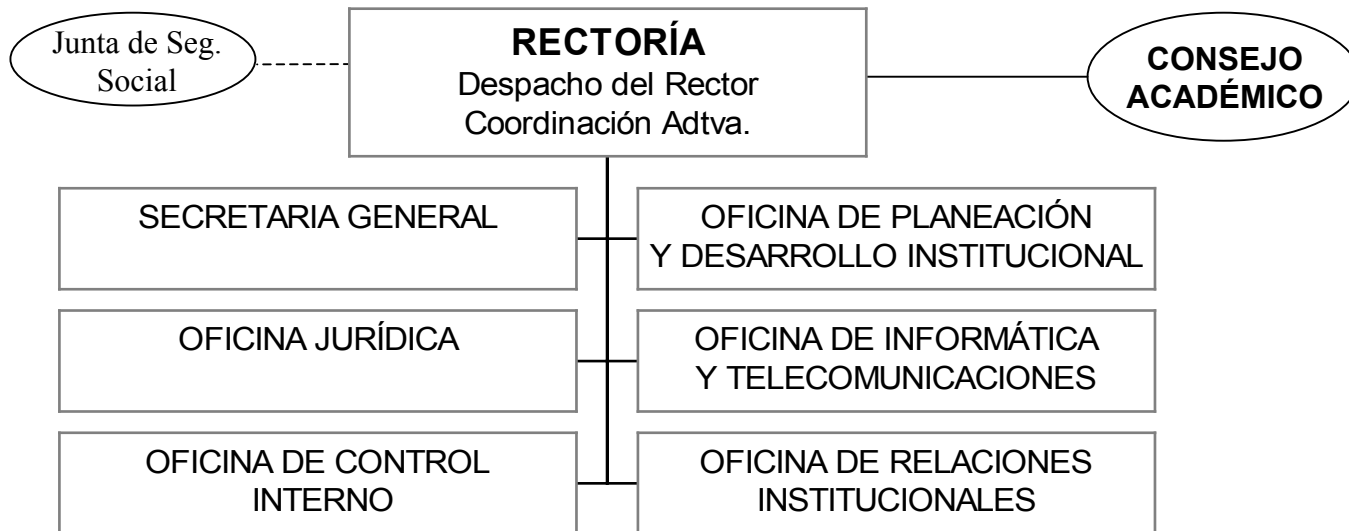 Junta de Seg.
Social
RECTORÍA
Despacho del Rector
Coordinación Adtva.
CONSEJO
ACADÉMICO
SECRETARIA GENERAL
OFICINA DE PLANEACIÓN
Y DESARROLLO INSTITUCIONAL
OFICINA JURÍDICA
OFICINA DE INFORMÁTICA
Y TELECOMUNICACIONES
OFICINA DE CONTROL
INTERNO
OFICINA DE RELACIONES
INSTITUCIONALES